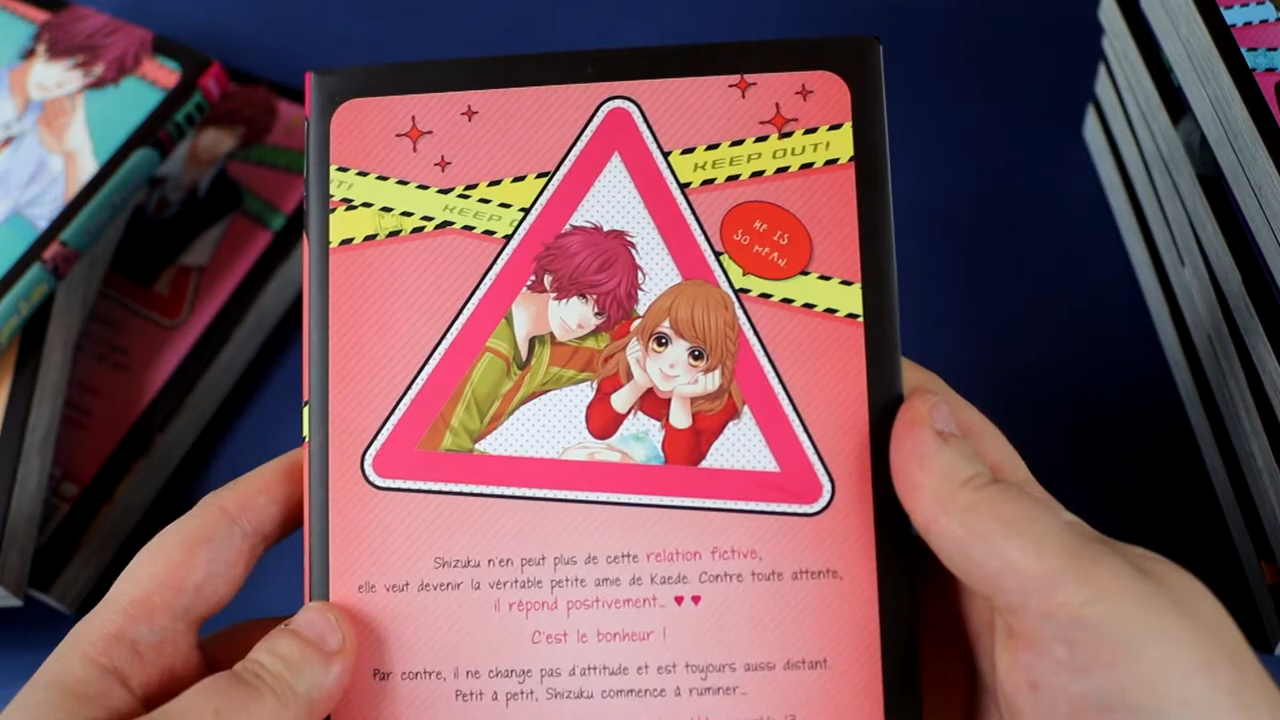 KEEP OUT!
T!
KEEP O
HE IS
SO MEAN
Shizuku n'en peut plus de cette relation fictive,
elle veut devenir la véritable petite amie de Kaede. Contre toute attente,
il répond positivement... ♥ ♥
C'est le bonheur !
Par contre, il ne change pas d'attitude et est toujours aussi distant.
Petit à petit, Shizuku commence à ruminer...